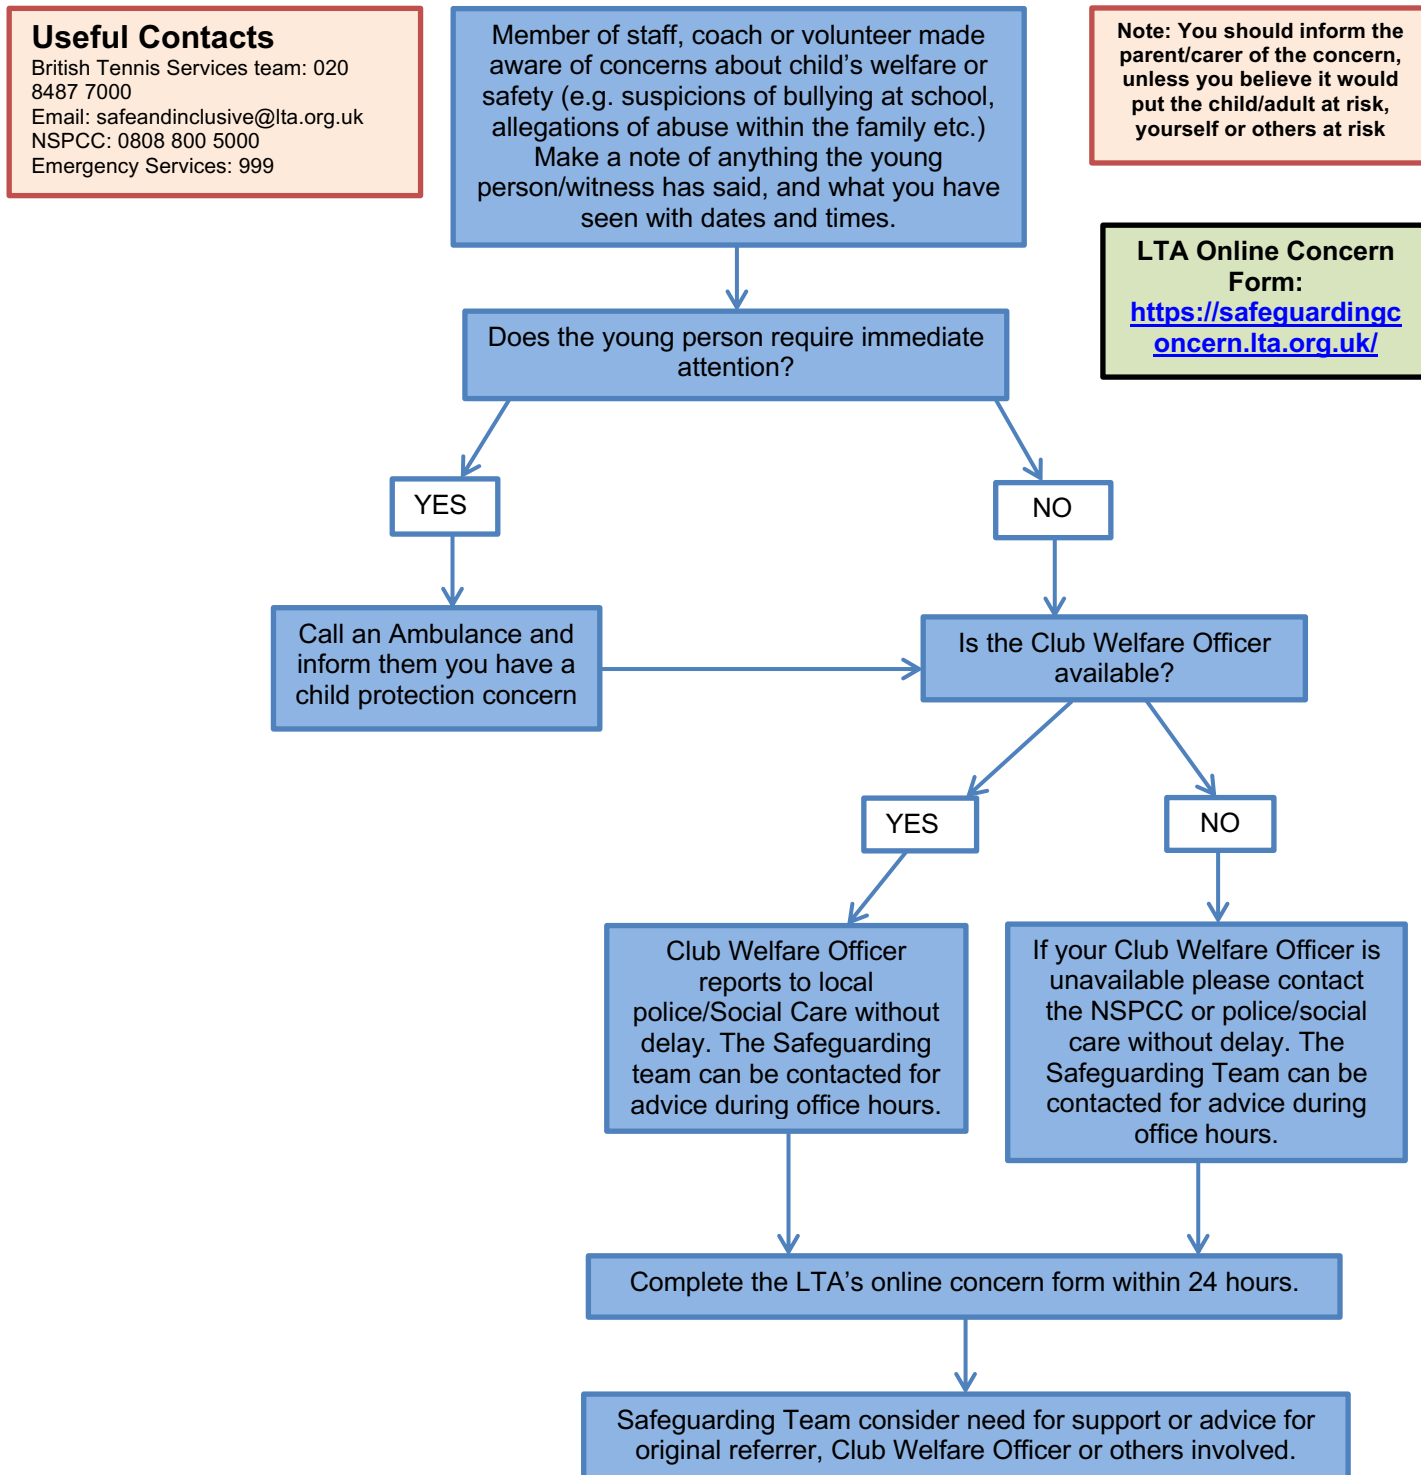 Useful Contacts
British Tennis Services team: 020
8487 7000
Email: safeandinclusive@lta.org.uk
NSPCC: 0808 800 5000
Emergency Services: 999
Member of staff, coach or volunteer made
aware of concerns about child’s welfare or
safety (e.g. suspicions of bullying at school,
allegations of abuse within the family etc.)
Make a note of anything the young
person/witness has said, and what you have
seen with dates and times.
Note: You should inform the
parent/carer of the concern,
unless you believe it would
put the child/adult at risk,
yourself or others at risk
LTA Online Concern
Form:
https://safeguardingc
oncern.lta.org.uk/
Does the young person require immediate
attention?
YES
NO
Call an Ambulance and
inform them you have a
child protection concern
Is the Club Welfare Officer
available?
YES
NO
Club Welfare Officer
reports to local
police/Social Care without
delay. The Safeguarding
team can be contacted for
advice during office hours.
If your Club Welfare Officer is
unavailable please contact
the NSPCC or police/social
care without delay. The
Safeguarding Team can be
contacted for advice during
office hours.
Complete the LTA’s online concern form within 24 hours.
Safeguarding Team consider need for support or advice for
original referrer, Club Welfare Officer or others involved.